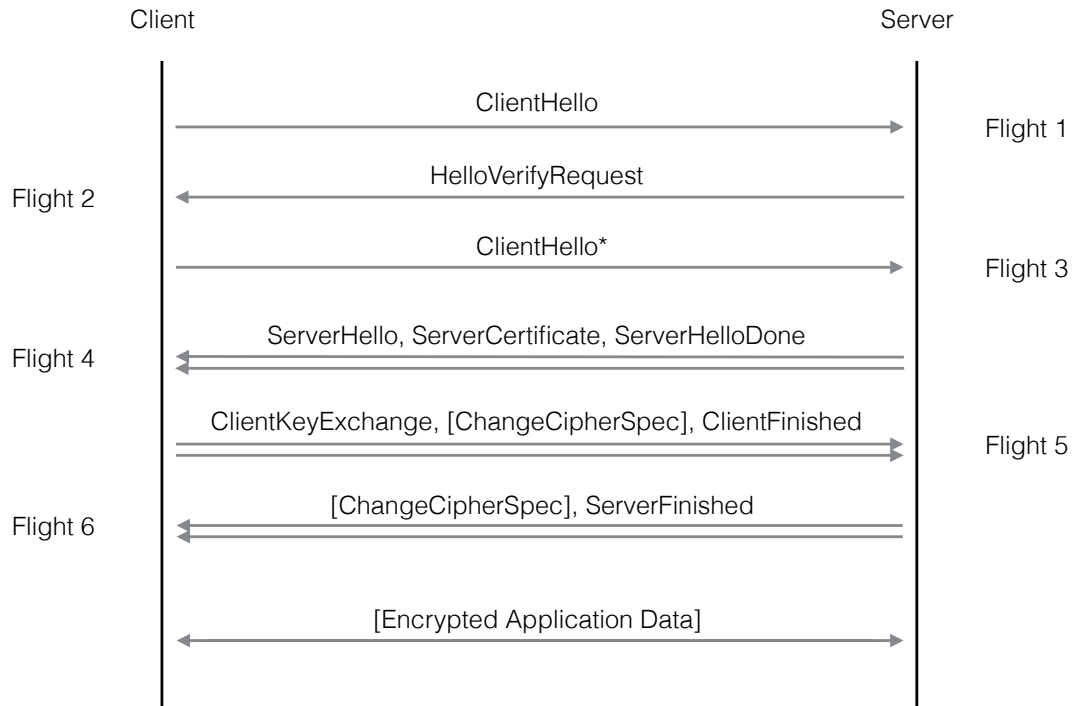 Client
Server
ClientHello
Flight 1
HelloVerifyRequest
Flight 2
ClientHello*
Flight 3
ServerHello, ServerCertificate, ServerHelloDone
Flight 4
ClientKeyExchange, [ChangeCipherSpec], ClientFinished
Flight 5
[ChangeCipherSpec], ServerFinished
Flight 6
[Encrypted Application Data]